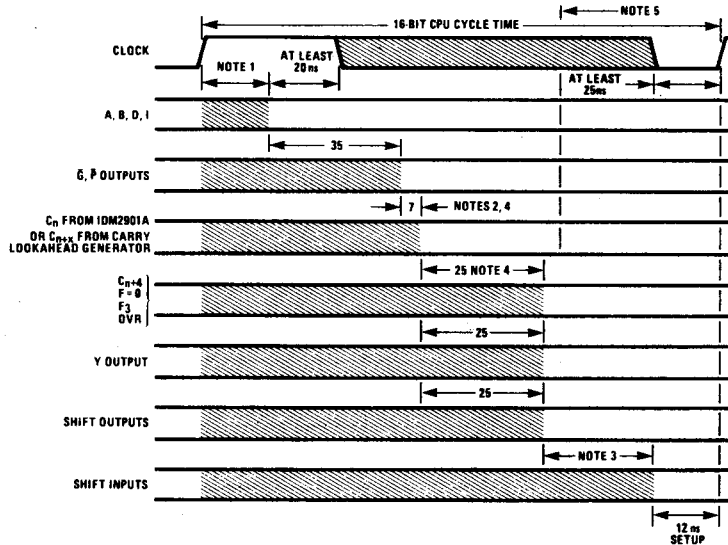 16-BIT CPU CYCLE TIME
NOTE 5
CLOCK
NOTE 1
AT LEAST
20 ns
AT LEAST
25ns
A, B, D, I
35
G̅, P̅ OUTPUTS
7
NOTES 2, 4
Cn FROM IDM2901A
OR Cn+x FROM CARRY
LOOKAHEAD GENERATOR
25 NOTE 4
Cn+4
F = 0
F3
OVR
25
Y OUTPUT
25
SHIFT OUTPUTS
NOTE 3
SHIFT INPUTS
12 ns
SETUP